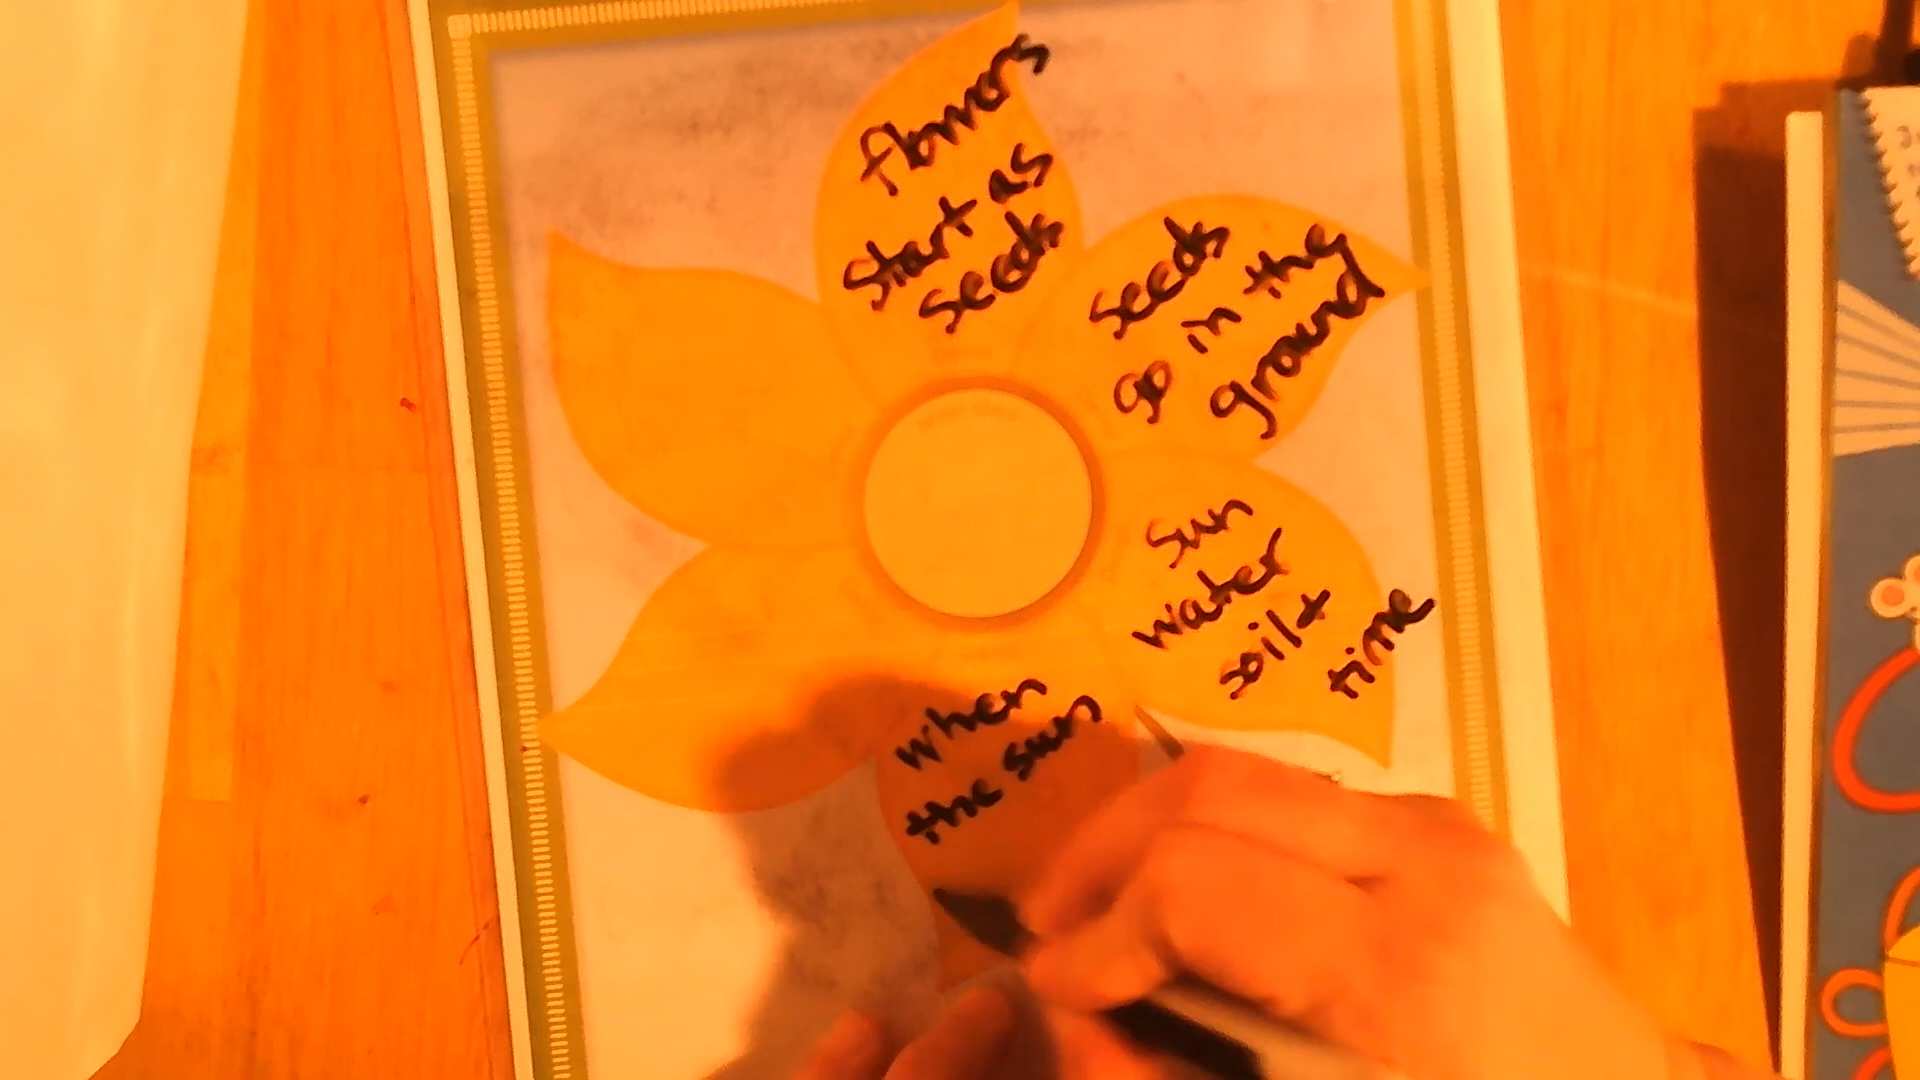 flowers
start as
seeds
seeds
go in the
ground
sun
water
soil +
time
when
the sun